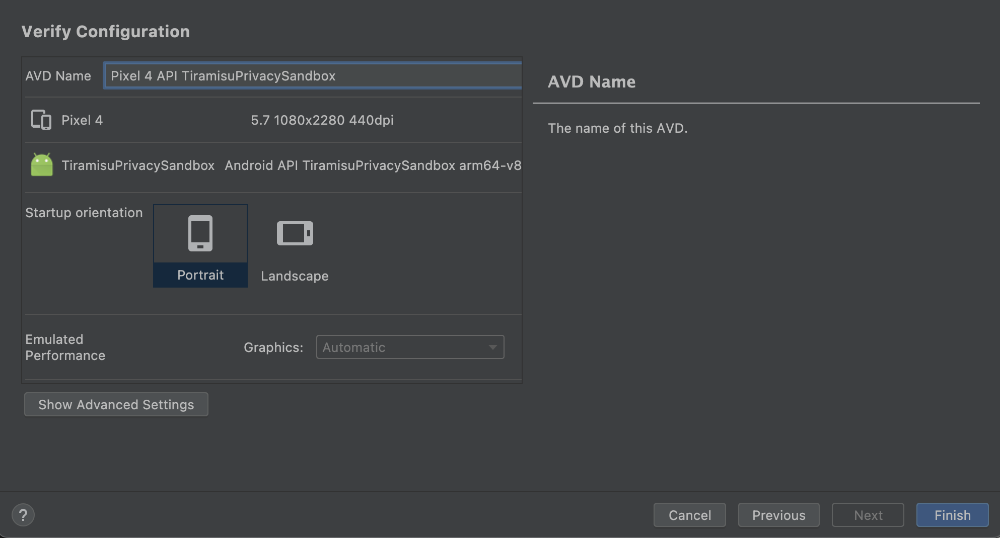 Verify Configuration
AVD Name
Pixel 4 API TiramisuPrivacySandbox
Pixel 4
5.7 1080x2280 440dpi
TiramisuPrivacySandbox
Android API TiramisuPrivacySandbox arm64-v8
Startup orientation
Portrait
Landscape
Emulated
Performance
Graphics:
Automatic
Show Advanced Settings
AVD Name
The name of this AVD.
?
Cancel
Previous
Next
Finish